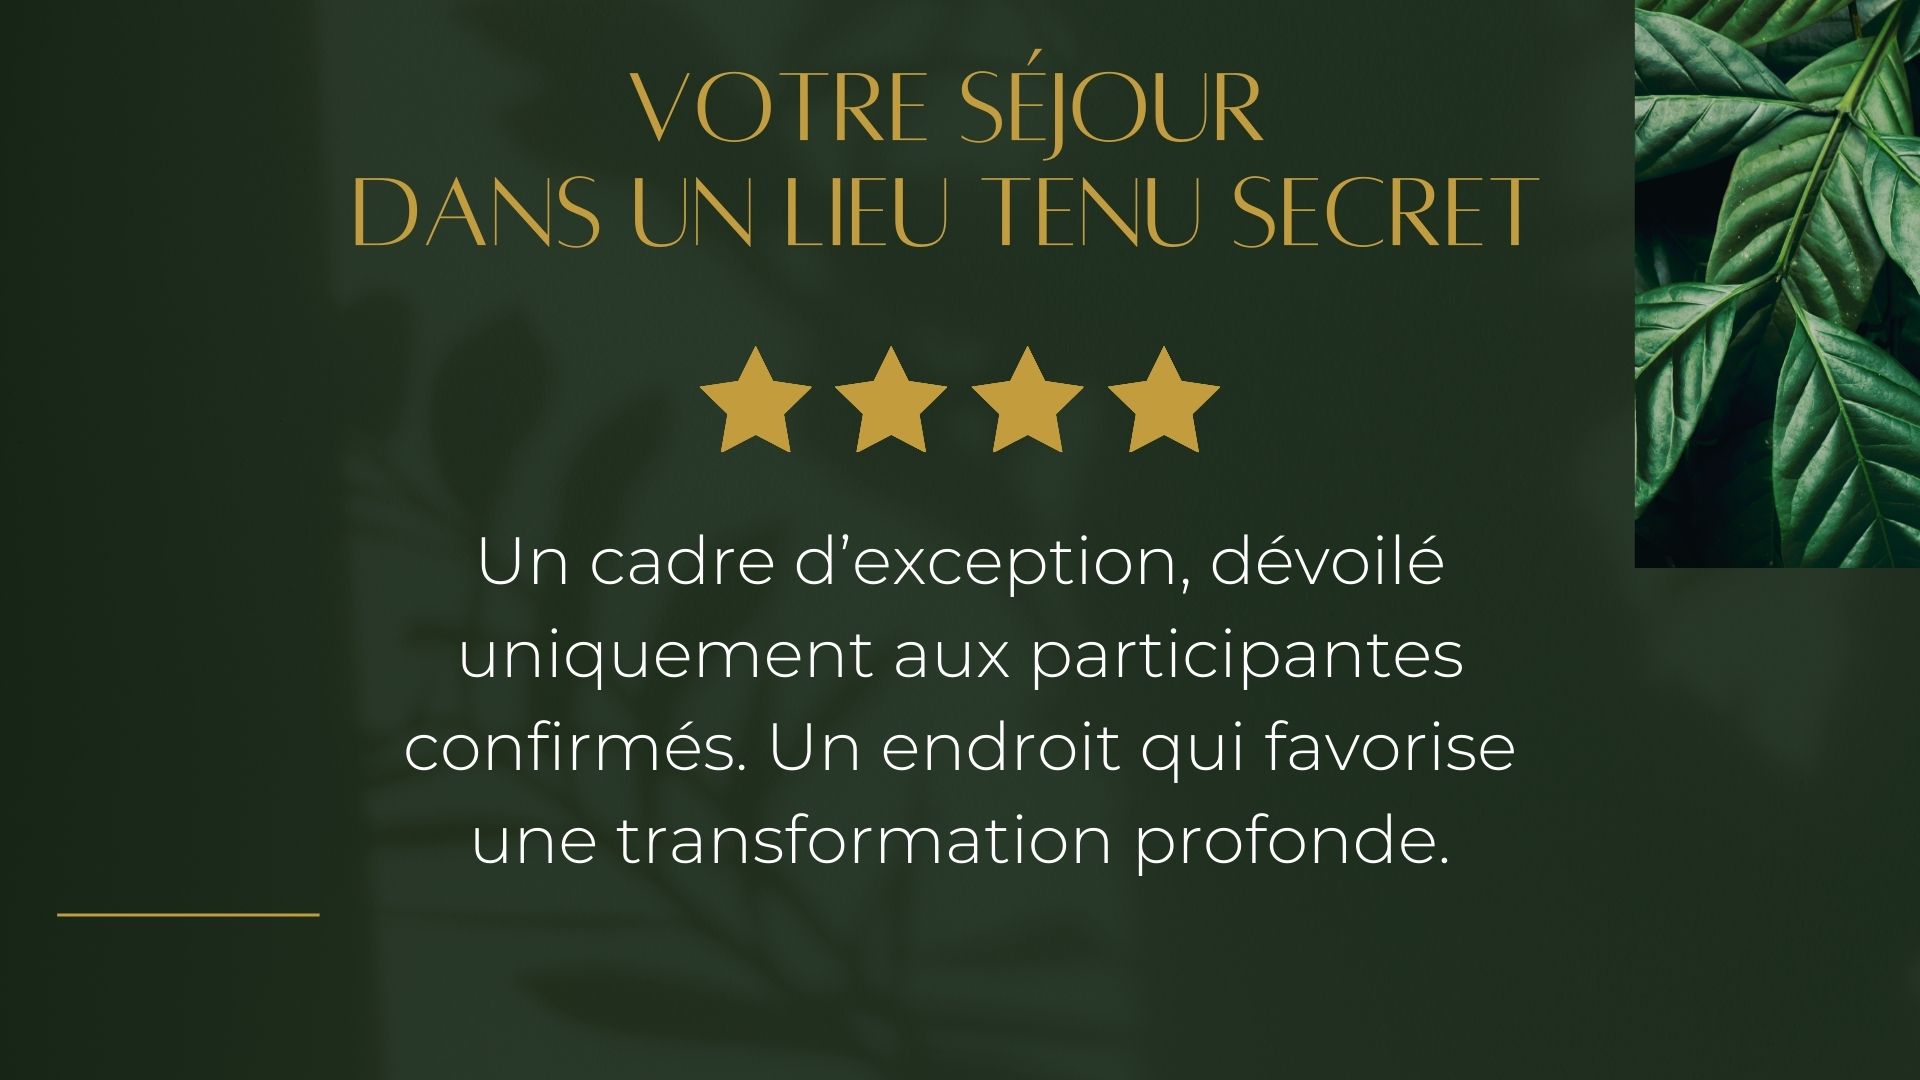 VOTRE SÉJOUR
DANS UN LIEU TENU SECRET
Un cadre d’exception, dévoilé
uniquement aux participantes
confirmés. Un endroit qui favorise
une transformation profonde.